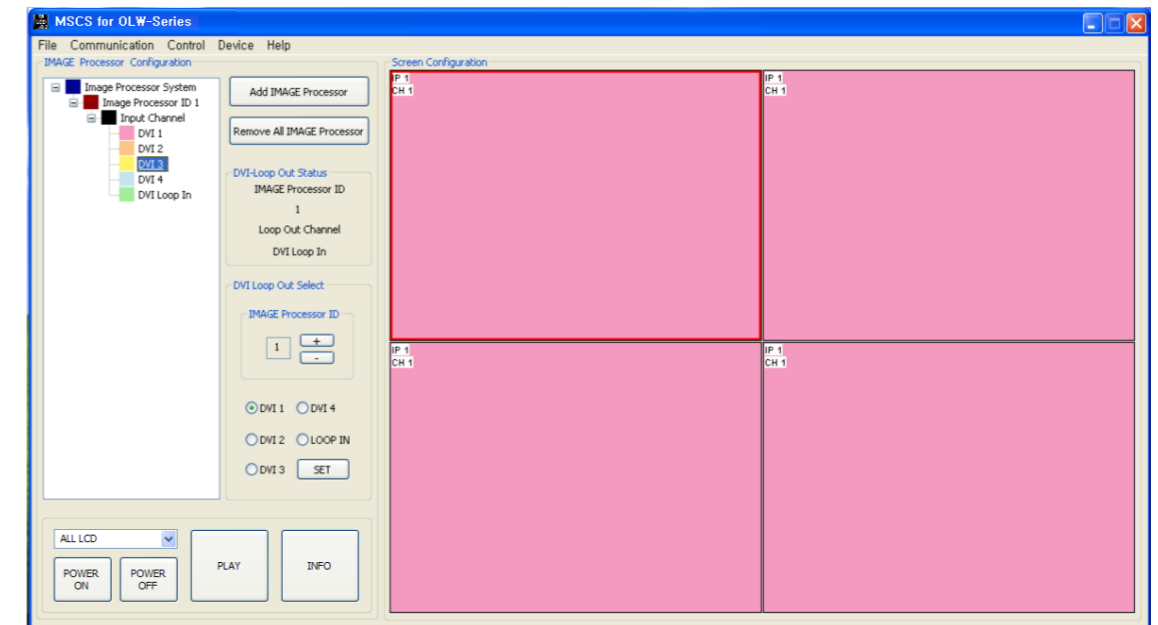 MSCS for OLW-Series
File Communication Control Device Help
IMAGE Processor Configuration
Image Processor System
Image Processor ID 1
Input Channel
DVI 1
DVI 2
DVI 3
DVI 4
DVI Loop In
Add IMAGE Processor
Remove All IMAGE Processor
DVI-Loop Out Status
IMAGE Processor ID
1
Loop Out Channel
DVI Loop In
DVI Loop Out Select
IMAGE Processor ID
1 +
-
DVI 1 DVI 4
DVI 2 LOOP IN
DVI 3 SET
ALL LCD
POWER ON
POWER OFF
PLAY
INFO
Screen Configuration
IP 1
CH 1
IP 1
CH 1
IP 1
CH 1
IP 1
CH 1